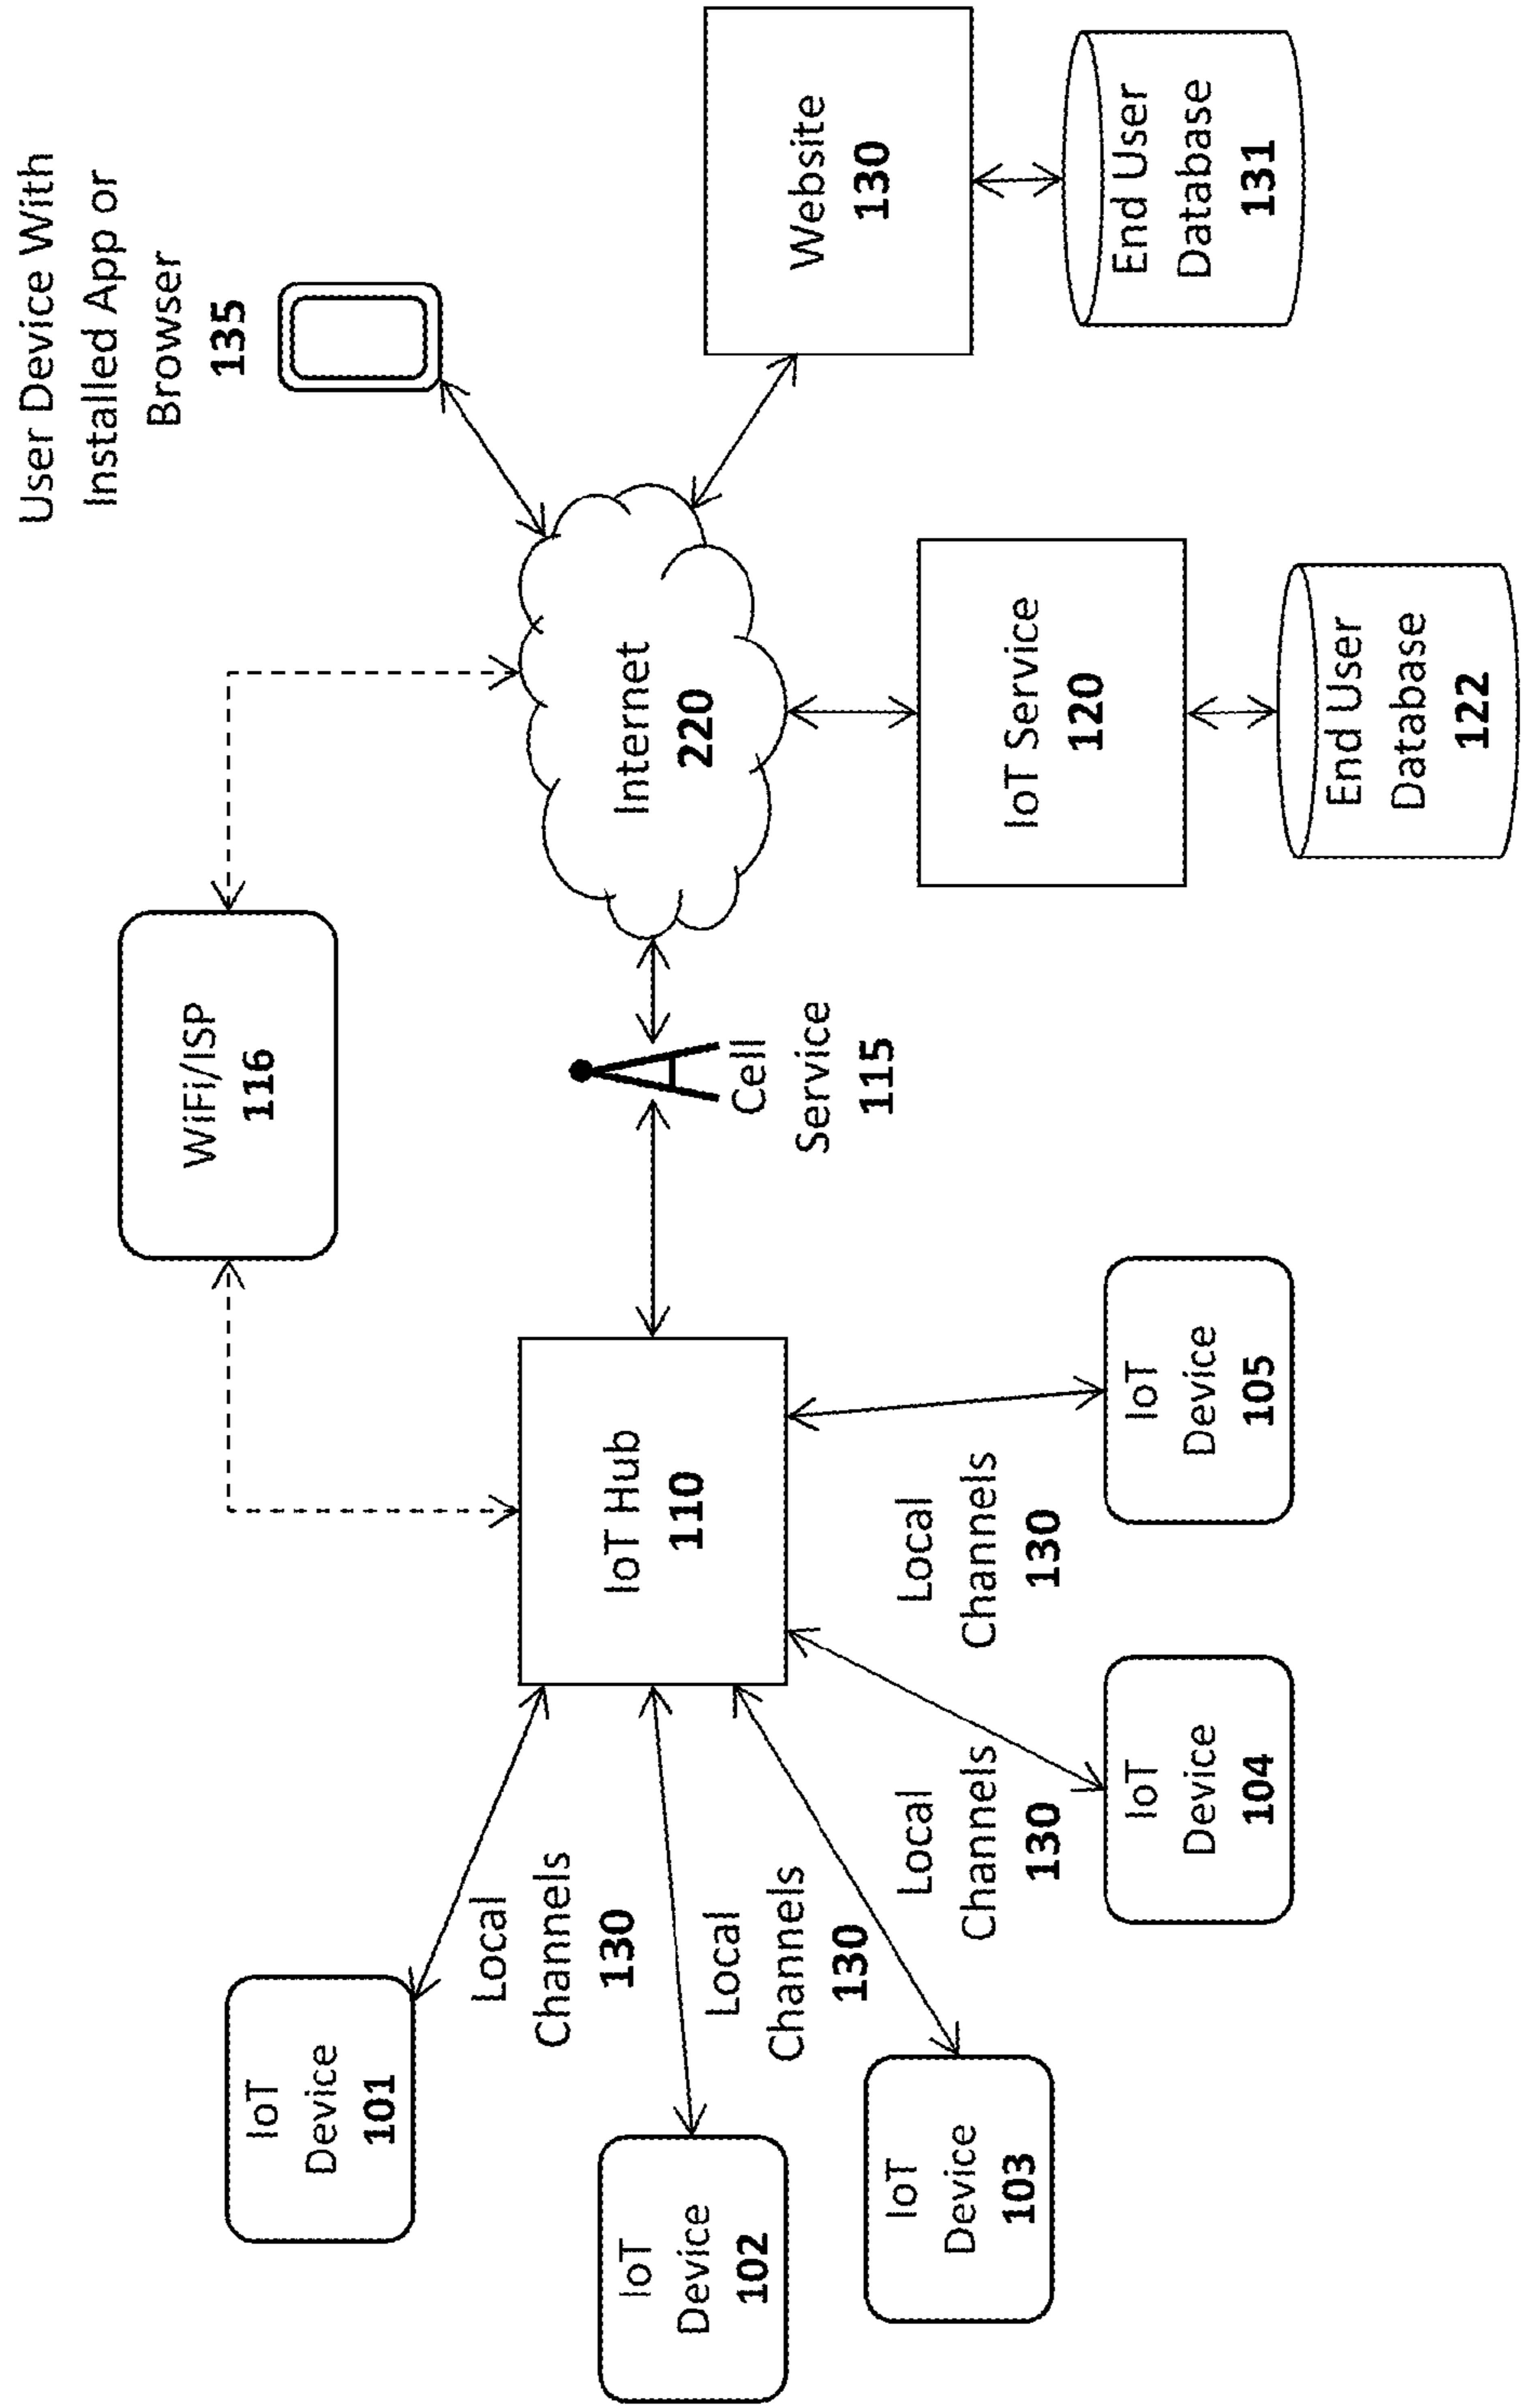 User Device With
Installed App or
Browser
135
WiFi/ISP
116
IoT
Device
101
Local
Channels
130
IoT Hub
110
Cell
Service
115
Internet
220
Website
130
End User
Database
131
IoT
Device
102
Local
Channels
130
IoT
Device
103
Local
Channels
130
IoT
Device
104
Local
Channels
130
IoT
Device
105
IoT Service
120
End User
Database
122